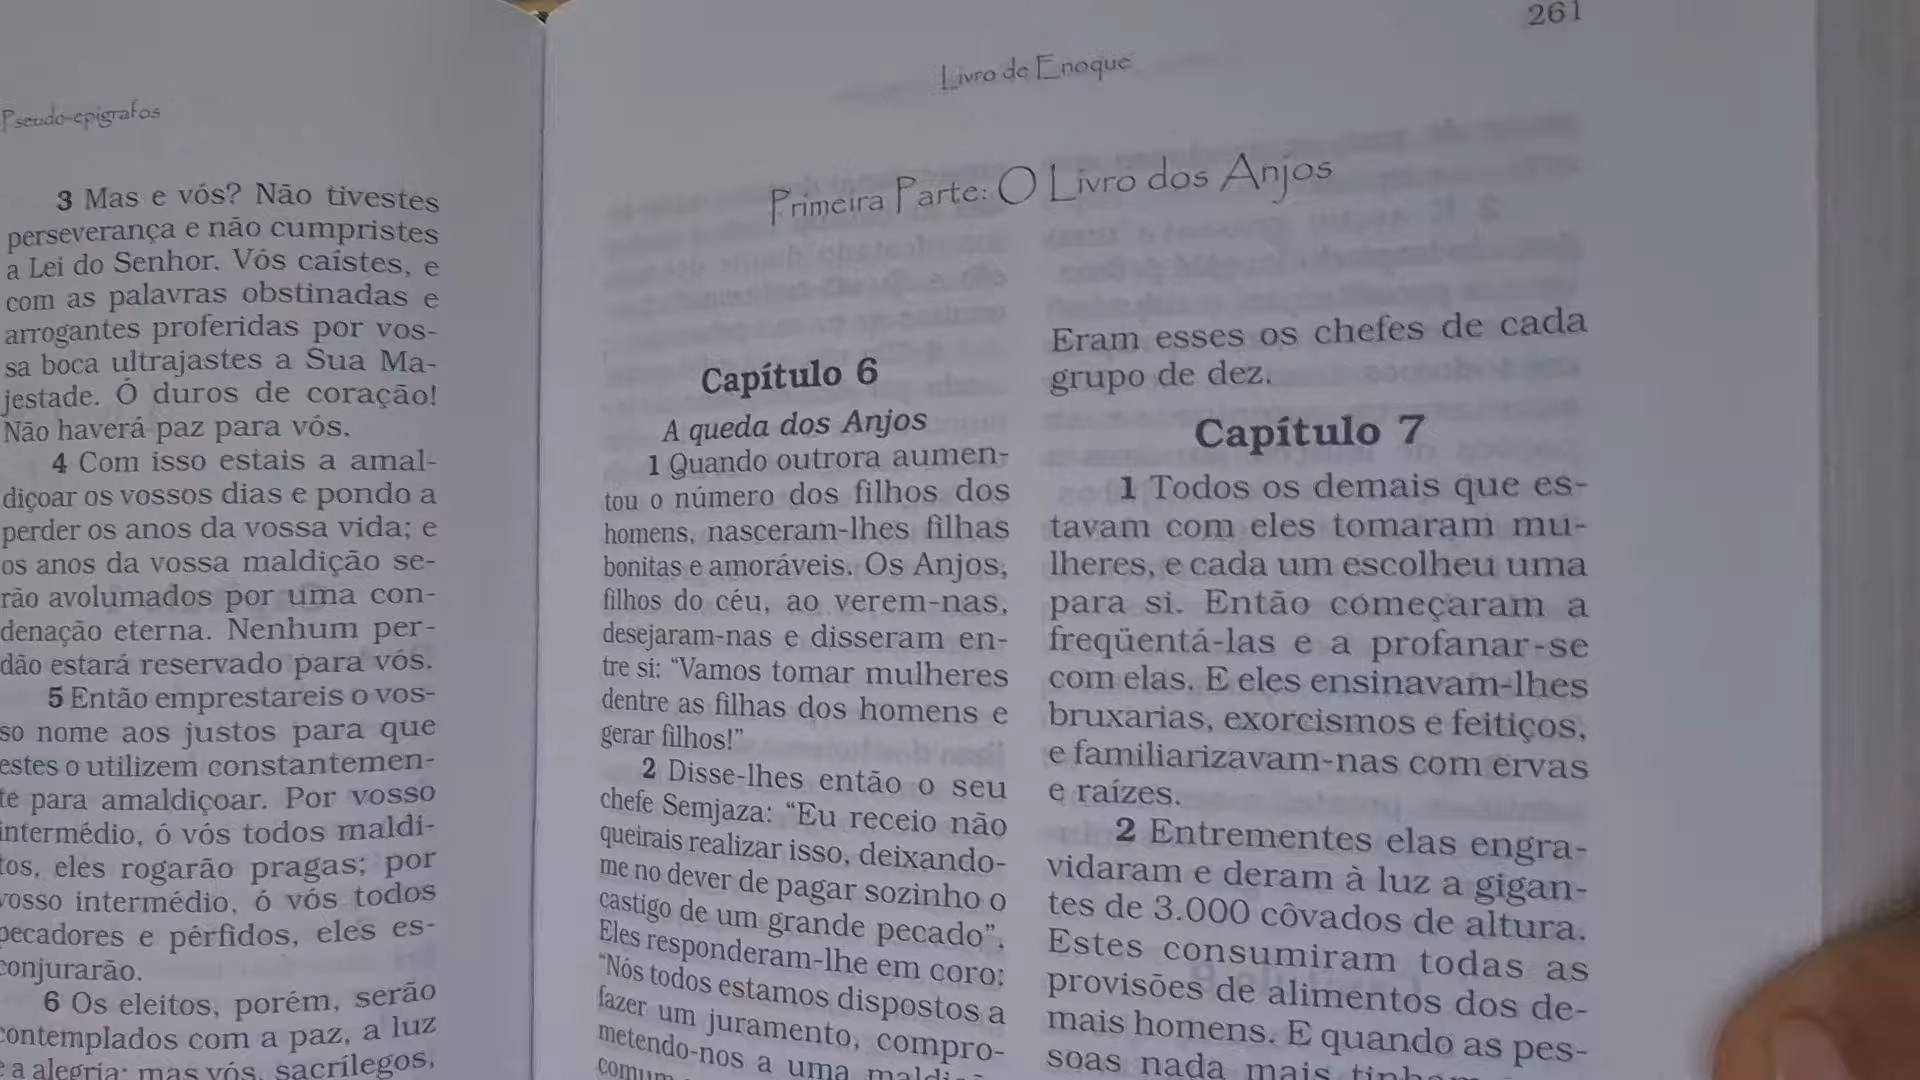 Pseudo-epígrafos
3 Mas e vós? Não tivestes
perseverança e não cumpristes
a Lei do Senhor. Vós caístes, e
com as palavras obstinadas e
arrogantes proferidas por vos-
sa boca ultrajastes a Sua Ma-
jestade. Ó duros de coração!
Não haverá paz para vós.
4 Com isso estais a amal-
diçoar os vossos dias e pondo a
perder os anos da vossa vida; e
os anos da vossa maldição se-
rão avolumados por uma con-
denação eterna. Nenhum per-
dão estará reservado para vós.
5 Então emprestareis o vos-
so nome aos justos para que
estes o utilizem constantemen-
te para amaldiçoar. Por vosso
intermédio, ó vós todos maldi-
tos, eles rogarão pragas; por
vosso intermédio, ó vós todos
pecadores e pérfidos, eles es-
conjurarão.
6 Os eleitos, porém, serão
contemplados com a paz, a luz
e a alegria; mas vós, sacrílegos,
261
Livro de Enoque
Primeira Parte: O Livro dos Anjos
Capítulo 6
A queda dos Anjos
1 Quando outrora aumen-
tou o número dos filhos dos
homens, nasceram-lhes filhas
bonitas e amoráveis. Os Anjos,
filhos do céu, ao verem-nas,
desejaram-nas e disseram en-
tre si: “Vamos tomar mulheres
dentre as filhas dos homens e
gerar filhos!”
2 Disse-lhes então o seu
chefe Semjaza: “Eu receio não
queirais realizar isso, deixando-
me no dever de pagar sozinho o
castigo de um grande pecado”.
Eles responderam-lhe em coro:
“Nós todos estamos dispostos a
fazer um juramento, compro-
metendo-nos a uma
Eram esses os chefes de cada
grupo de dez.
Capítulo 7
1 Todos os demais que es-
tavam com eles tomaram mu-
lheres, e cada um escolheu uma
para si. Então começaram a
freqüentá-las e a profanar-se
com elas. E eles ensinavam-lhes
bruxarias, exorcismos e feitiços,
e familiarizavam-nas com ervas
e raízes.
2 Entrementes elas engra-
vidaram e deram à luz a gigan-
tes de 3.000 côvados de altura.
Estes consumiram todas as
provisões de alimentos dos de-
mais homens. E quando as pes-
soas nada mais